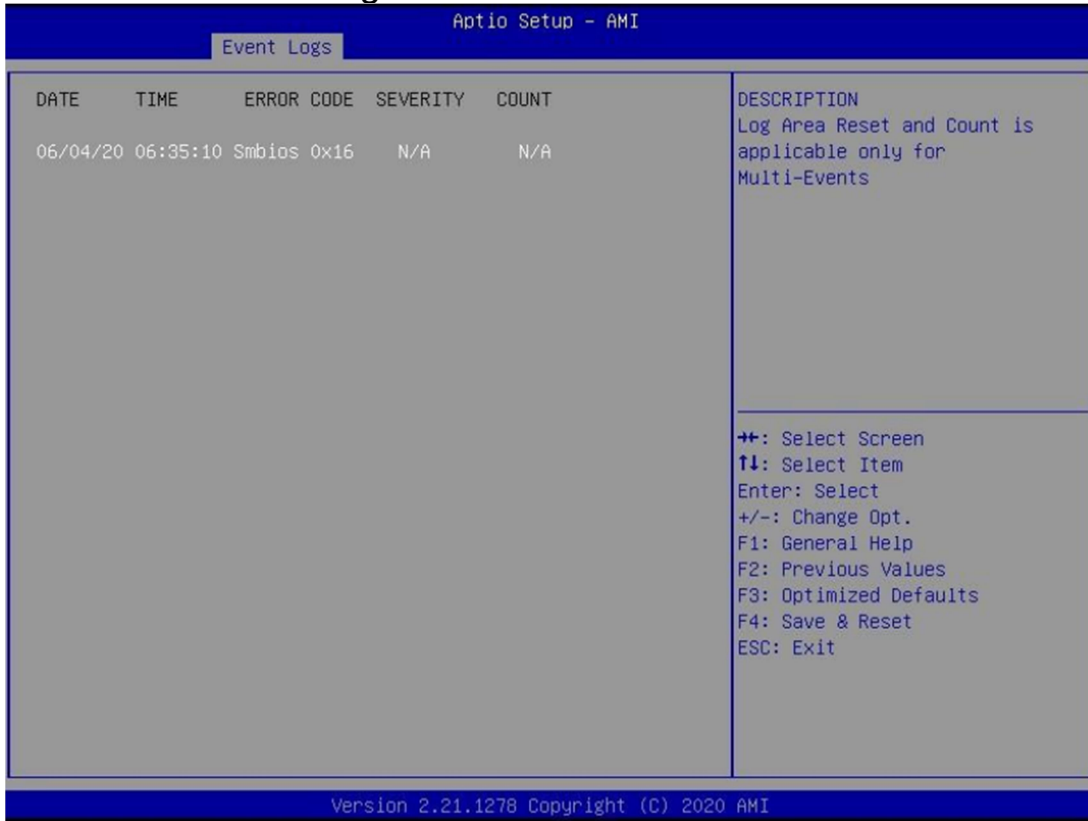 Aptio Setup - AMI
Event Logs
DATE TIME ERROR CODE SEVERITY COUNT
06/04/20 06:35:10 Smbios 0x16 N/A N/A
DESCRIPTION
Log Area Reset and Count is
applicable only for
Multi-Events
→←: Select Screen
↑↓: Select Item
Enter: Select
+/-: Change Opt.
F1: General Help
F2: Previous Values
F3: Optimized Defaults
F4: Save & Reset
ESC: Exit
Version 2.21.1278 Copyright (C) 2020 AMI